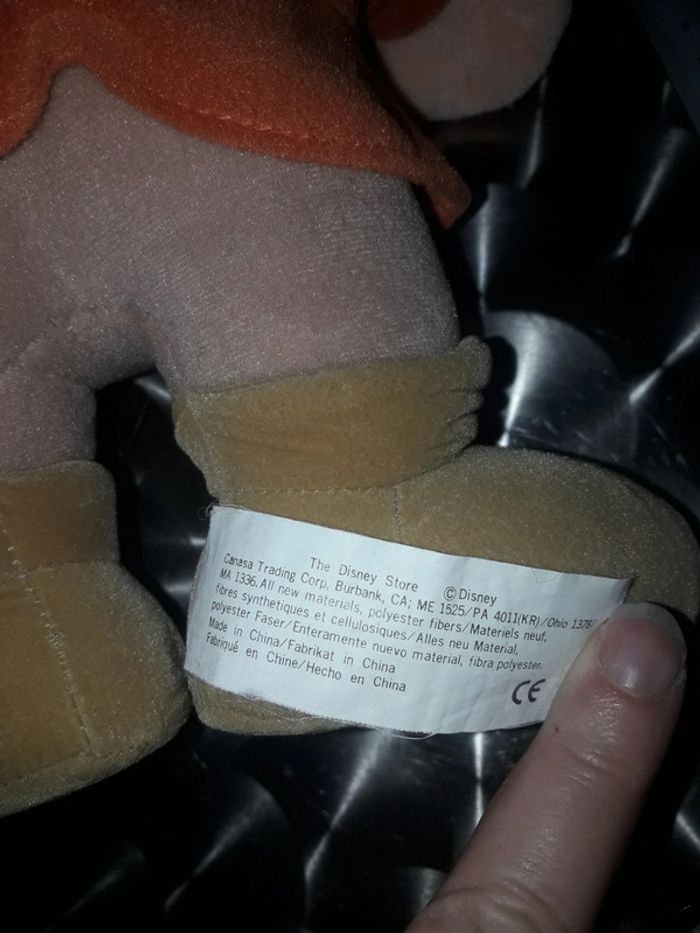 The Disney Store © Disney
Canasa Trading Corp, Burbank, CA; ME 1525/PA 4011(KR)/Ohio 1378
MA 1336. All new materials, polyester fibers/Materiels neuf,
fibres synthetiques et cellulosiques/Alles neu Material,
polyester Faser/Enteramente nuevo material, fibra polyester.
Made in China/Fabrikat in China
Fabriqué en Chine/Hecho en China
CE